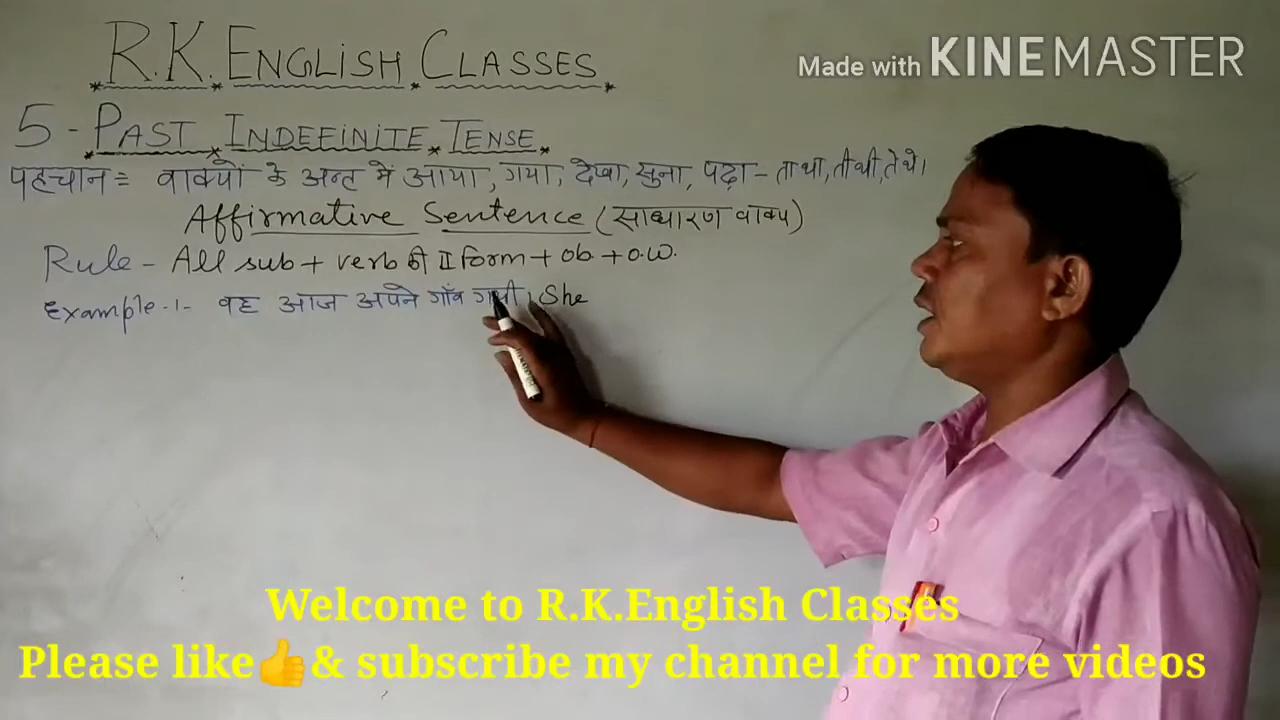 R.K. ENGLISH CLASSES
Made with KINEMASTER
5 - PAST INDEFINITE TENSE
पहचान = वाक्यों के अन्त में आया, गया, देखा, सुना, पढ़ा - ता था, ती थी, ते थे।
Affirmative Sentence (साधारण वाक्य)
Rule - All sub + verb की II form + ob. + o.w.
Example-1- वह आज अपने गाँव गयी, She
Welcome to R.K.English Classes
Please like👍& subscribe my channel for more videos